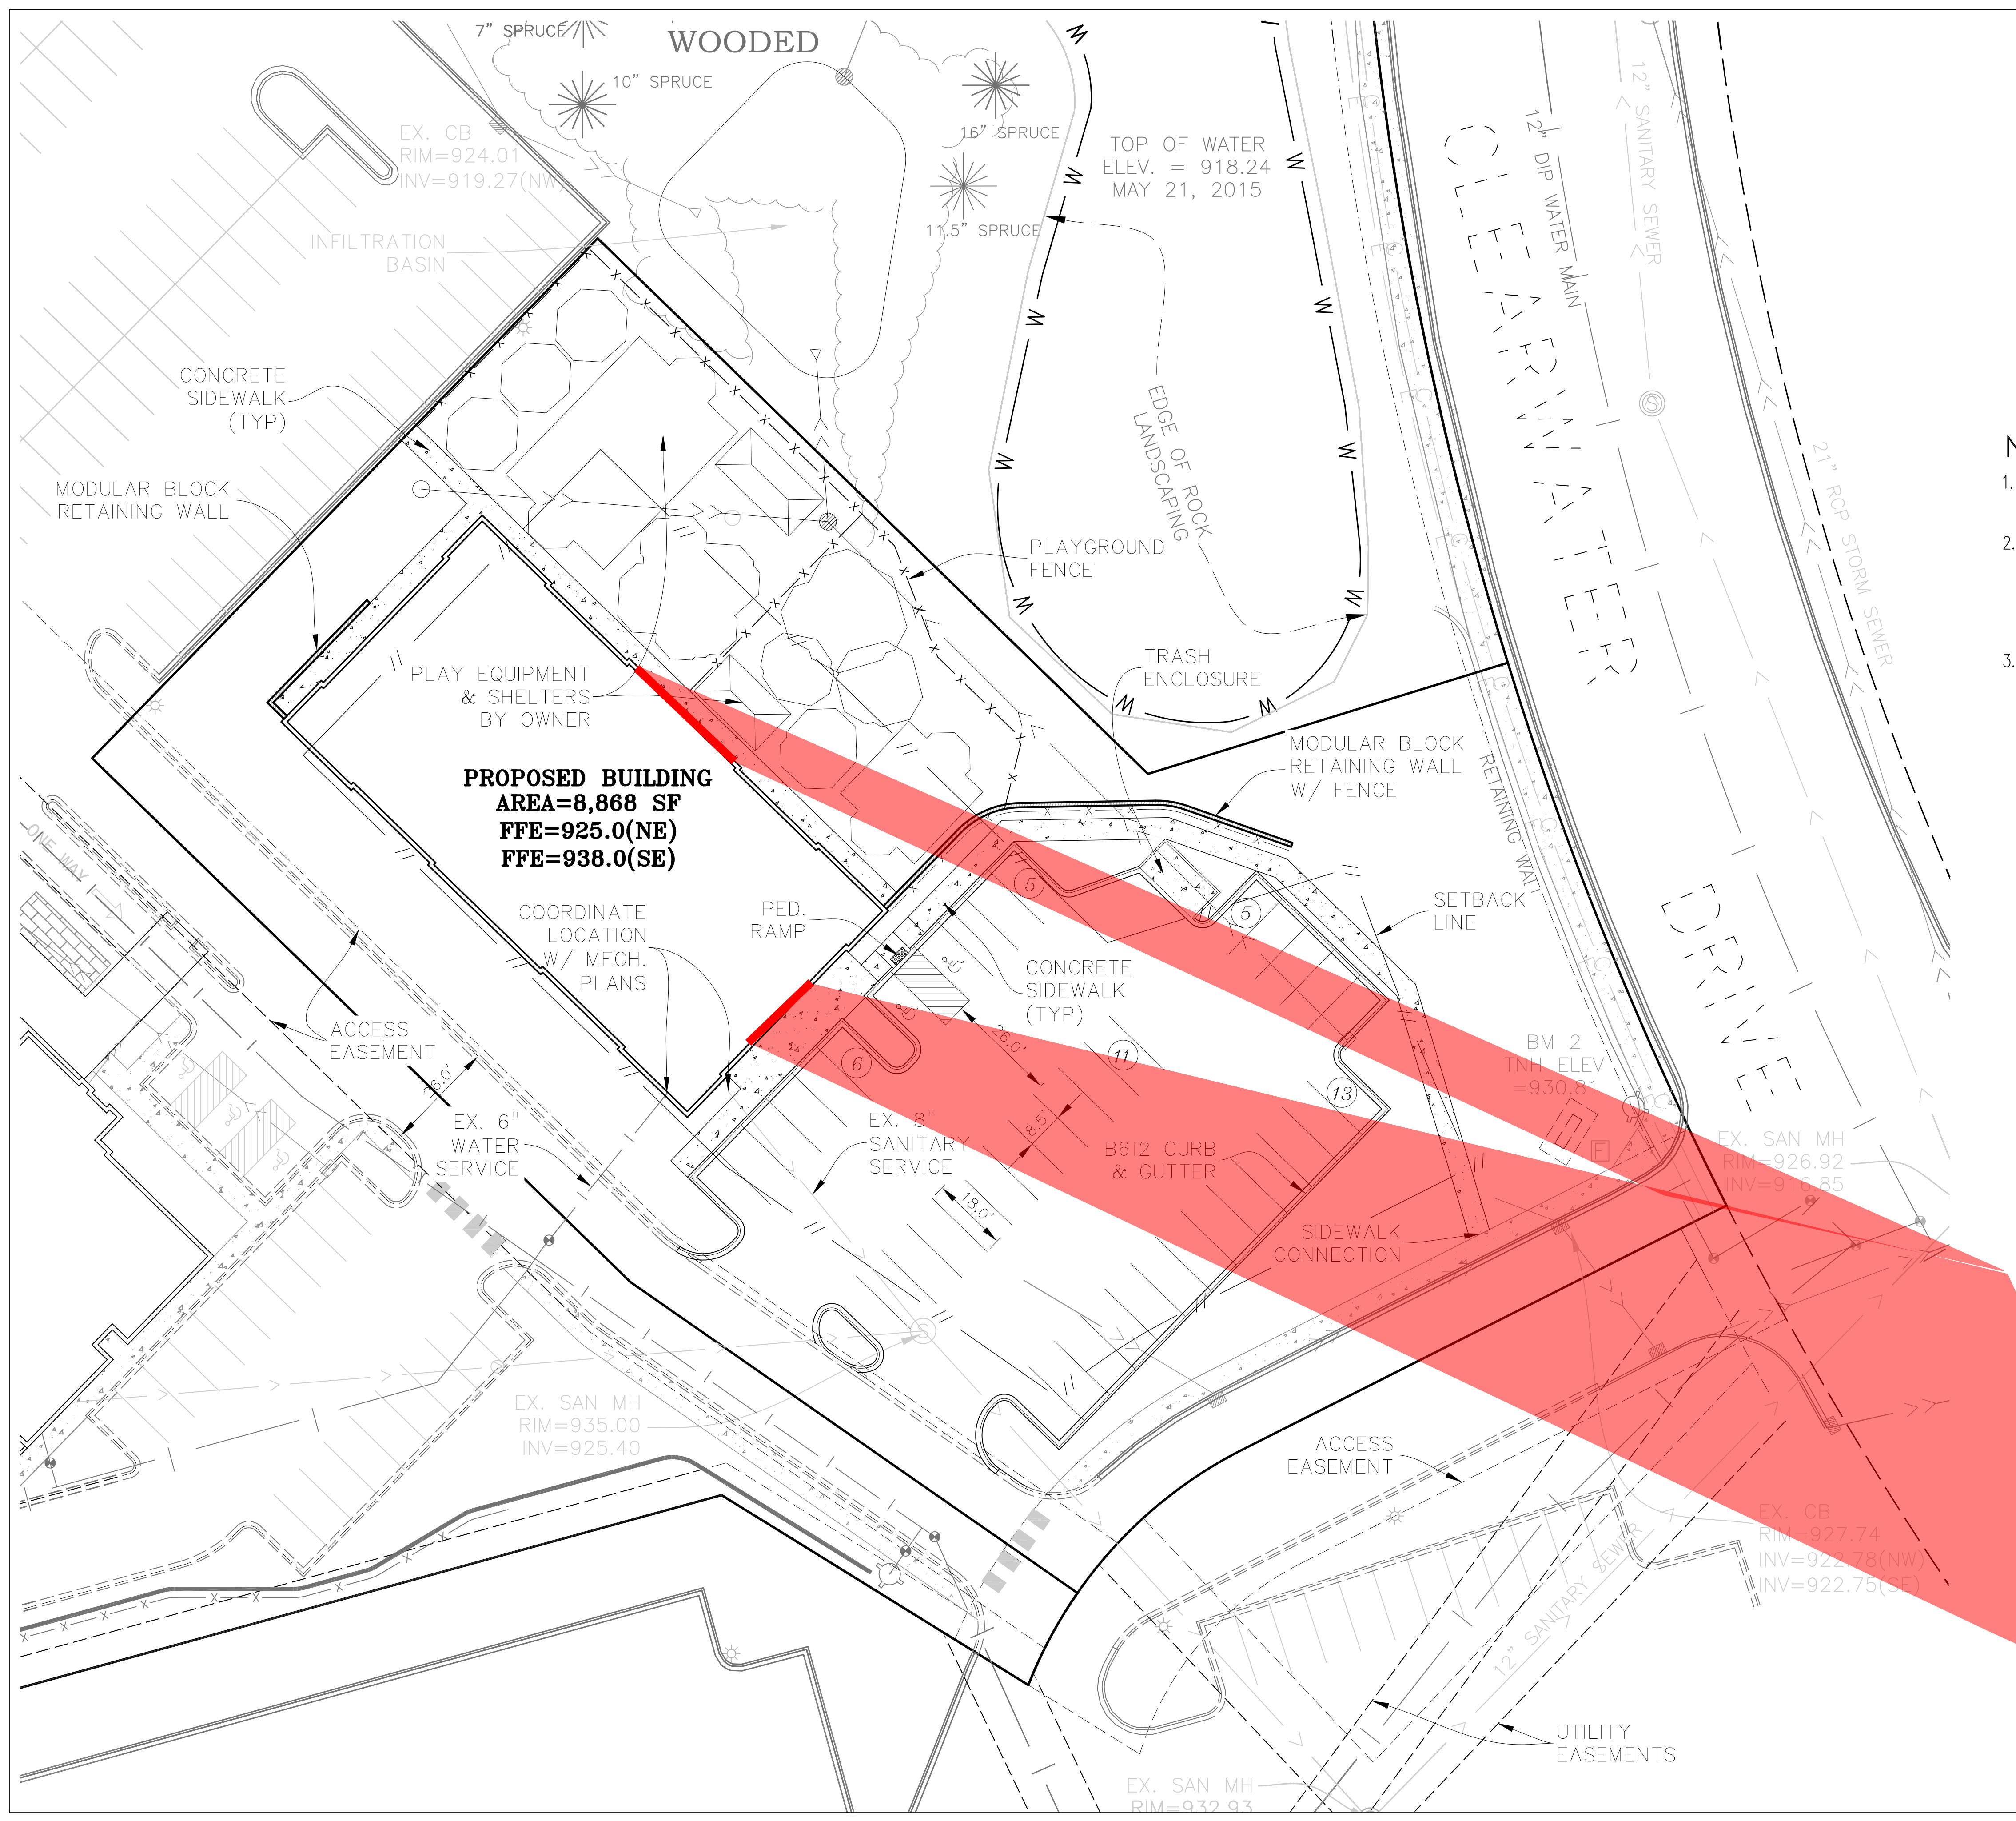 7" SPRUCE
WOODED
10" SPRUCE
16" SPRUCE
11.5" SPRUCE
EX. CB
RIM=924.01
INV=919.27(NW)
INFILTRATION
BASIN
TOP OF WATER
ELEV. = 918.24
MAY 21, 2015
12" DIP WATER MAIN
12" SANITARY SEWER
CLEARWATER
DRIVE
21" RCP STORM SEWER
CONCRETE
SIDEWALK
(TYP)
MODULAR BLOCK
RETAINING WALL
EDGE OF ROCK
LANDSCAPING
PLAYGROUND
FENCE
1.
2.
3.
PLAY EQUIPMENT
& SHELTERS
BY OWNER
TRASH
ENCLOSURE
MODULAR BLOCK
RETAINING WALL
W/ FENCE
RETAINING WALL
PROPOSED BUILDING
AREA=8,868 SF
FFE=925.0(NE)
FFE=938.0(SE)
ONE WAY
COORDINATE
LOCATION
W/ MECH.
PLANS
PED.
RAMP
5
5
SETBACK
LINE
CONCRETE
SIDEWALK
(TYP)
ACCESS
EASEMENT
26.0'
26.0'
6
11
13
8.5'
18.0'
BM 2
TNH ELEV
=930.81
E
EX. 6"
WATER
SERVICE
EX. 8"
SANITARY
SERVICE
B612 CURB
& GUTTER
EX. SAN MH
RIM=926.92
INV=916.85
SIDEWALK
CONNECTION
EX. SAN MH
RIM=935.00
INV=925.40
ACCESS
EASEMENT
EX. CB
RIM=927.74
INV=922.78(NW)
INV=922.75(SE)
12" SANITARY SEWER
UTILITY
EASEMENTS
EX. SAN MH
RIM=932.93